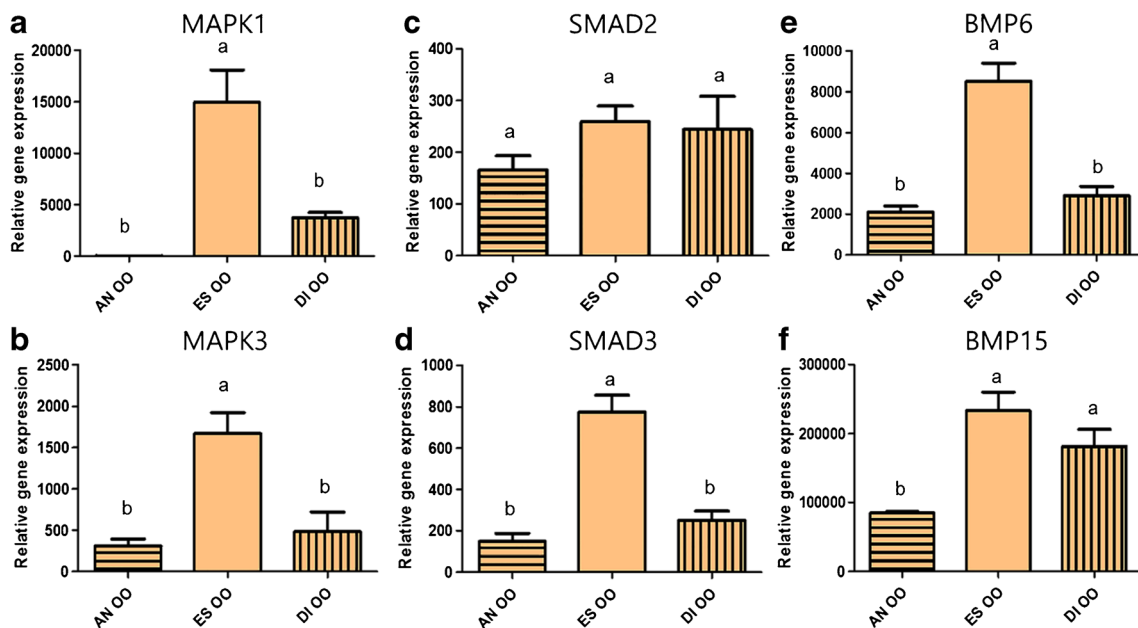 a MAPK1
Relative gene expression
20000
15000
10000
5000
0
b
a
b
AN OO
ES OO
DI OO
c SMAD2
Relative gene expression
400
300
200
100
0
a
a
a
AN OO
ES OO
DI OO
e BMP6
Relative gene expression
10000
8000
6000
4000
2000
0
b
a
b
AN OO
ES OO
DI OO
b MAPK3
Relative gene expression
2500
2000
1500
1000
500
0
b
a
b
AN OO
ES OO
DI OO
d SMAD3
Relative gene expression
1000
800
600
400
200
0
b
a
b
AN OO
ES OO
DI OO
f BMP15
Relative gene expression
300000
200000
100000
0
b
a
a
AN OO
ES OO
DI OO